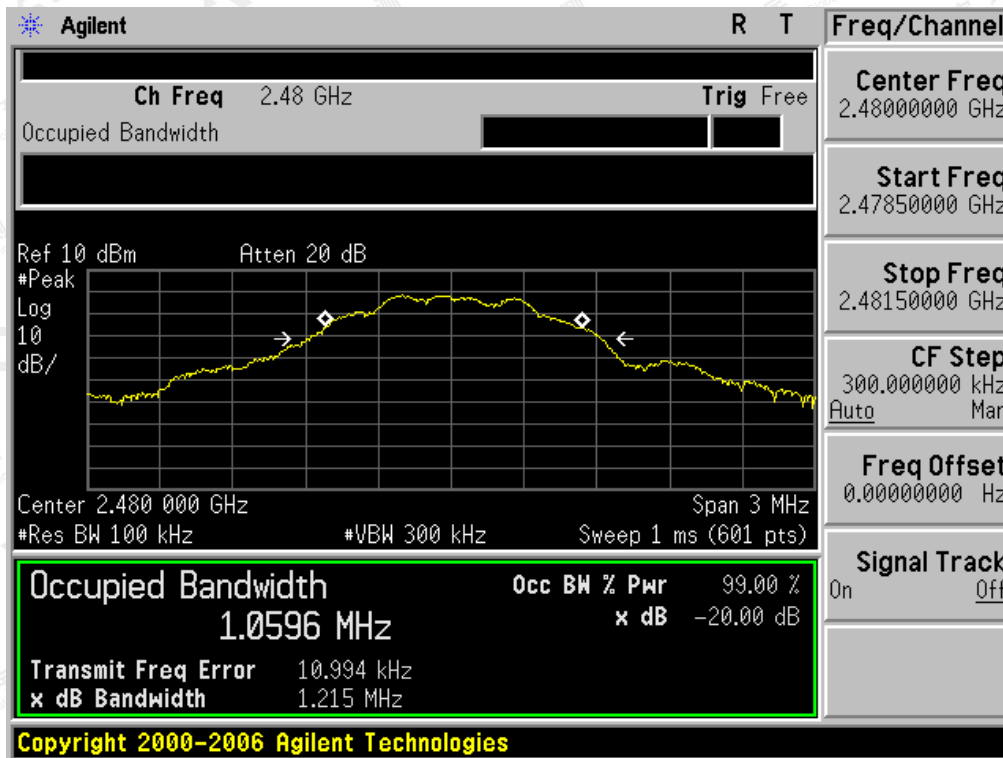 Agilent R T
Ch Freq 2.48 GHz Trig Free
Occupied Bandwidth
Ref 10 dBm Atten 20 dB
#Peak
Log
10
dB/
Center 2.480 000 GHz Span 3 MHz
#Res BW 100 kHz #VBW 300 kHz Sweep 1 ms (601 pts)
Occupied Bandwidth Occ BW % Pwr 99.00 %
1.0596 MHz x dB -20.00 dB
Transmit Freq Error 10.994 kHz
x dB Bandwidth 1.215 MHz
Copyright 2000-2006 Agilent Technologies
Freq/Channel
Center Freq
2.48000000 GHz
Start Freq
2.47850000 GHz
Stop Freq
2.48150000 GHz
CF Step
300.000000 kHz
Auto Man
Freq Offset
0.00000000 Hz
Signal Track
On Off